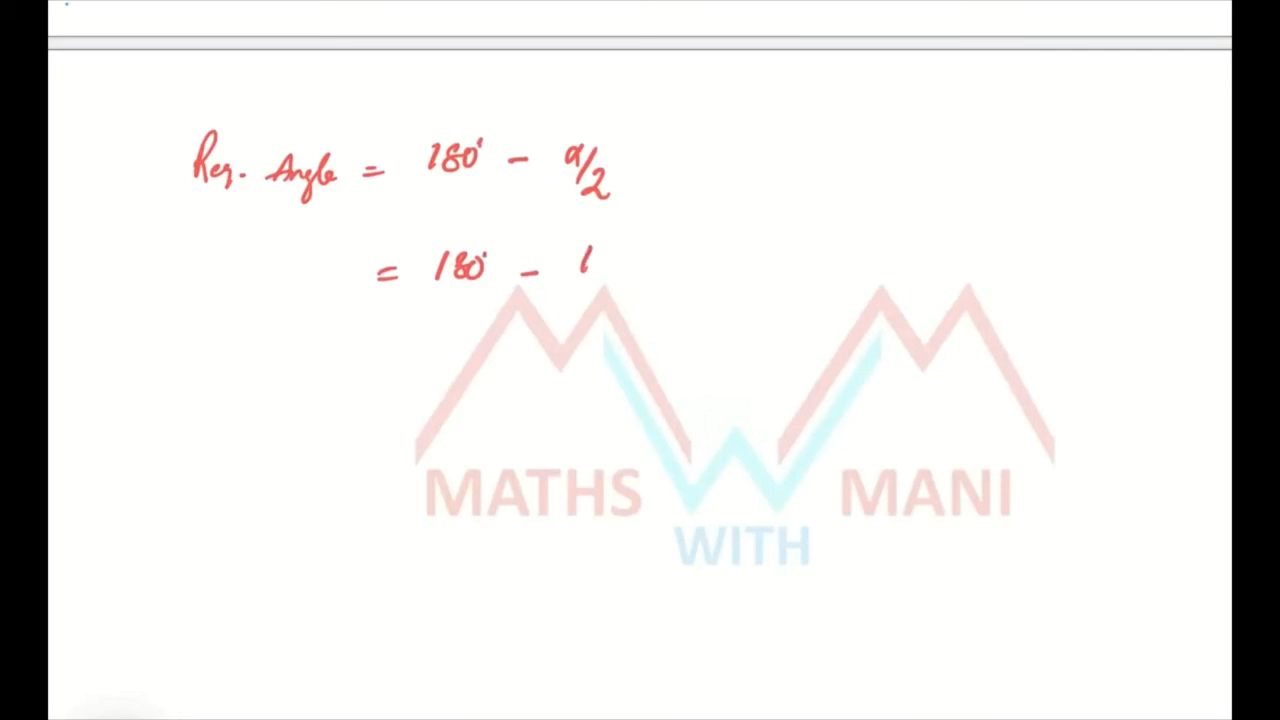 Req. Angle = 180° - α/2
= 180° - 1
MATHS WITH MANI